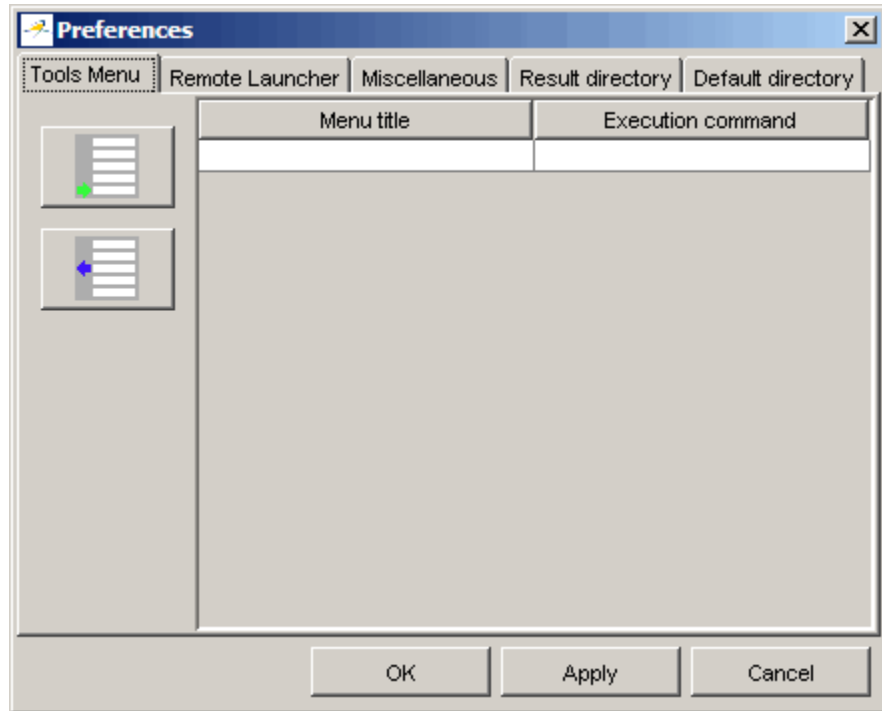 Preferences
Tools Menu Remote Launcher Miscellaneous Result directory Default directory
Menu title Execution command
OK Apply Cancel